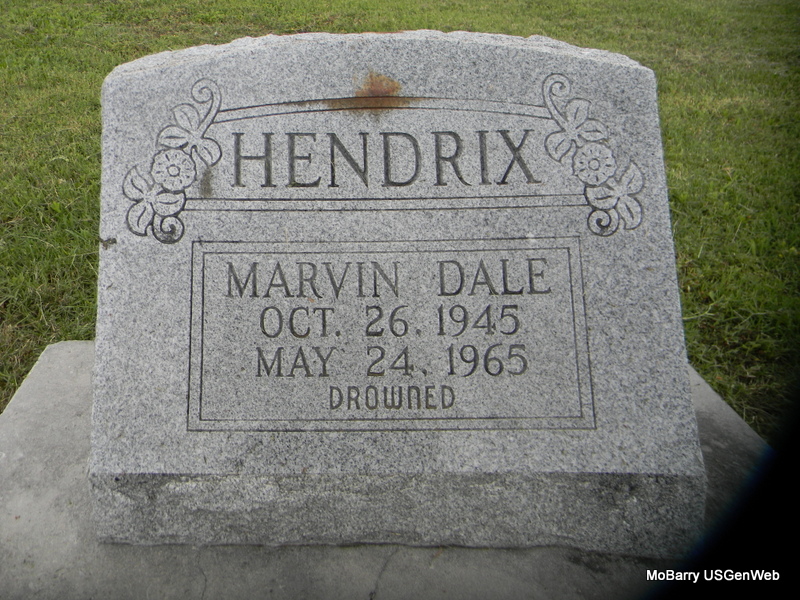 HENDRIX
MARVIN DALE
OCT. 26, 1945
MAY 24, 1965
DROWNED
MoBarry USGenWeb